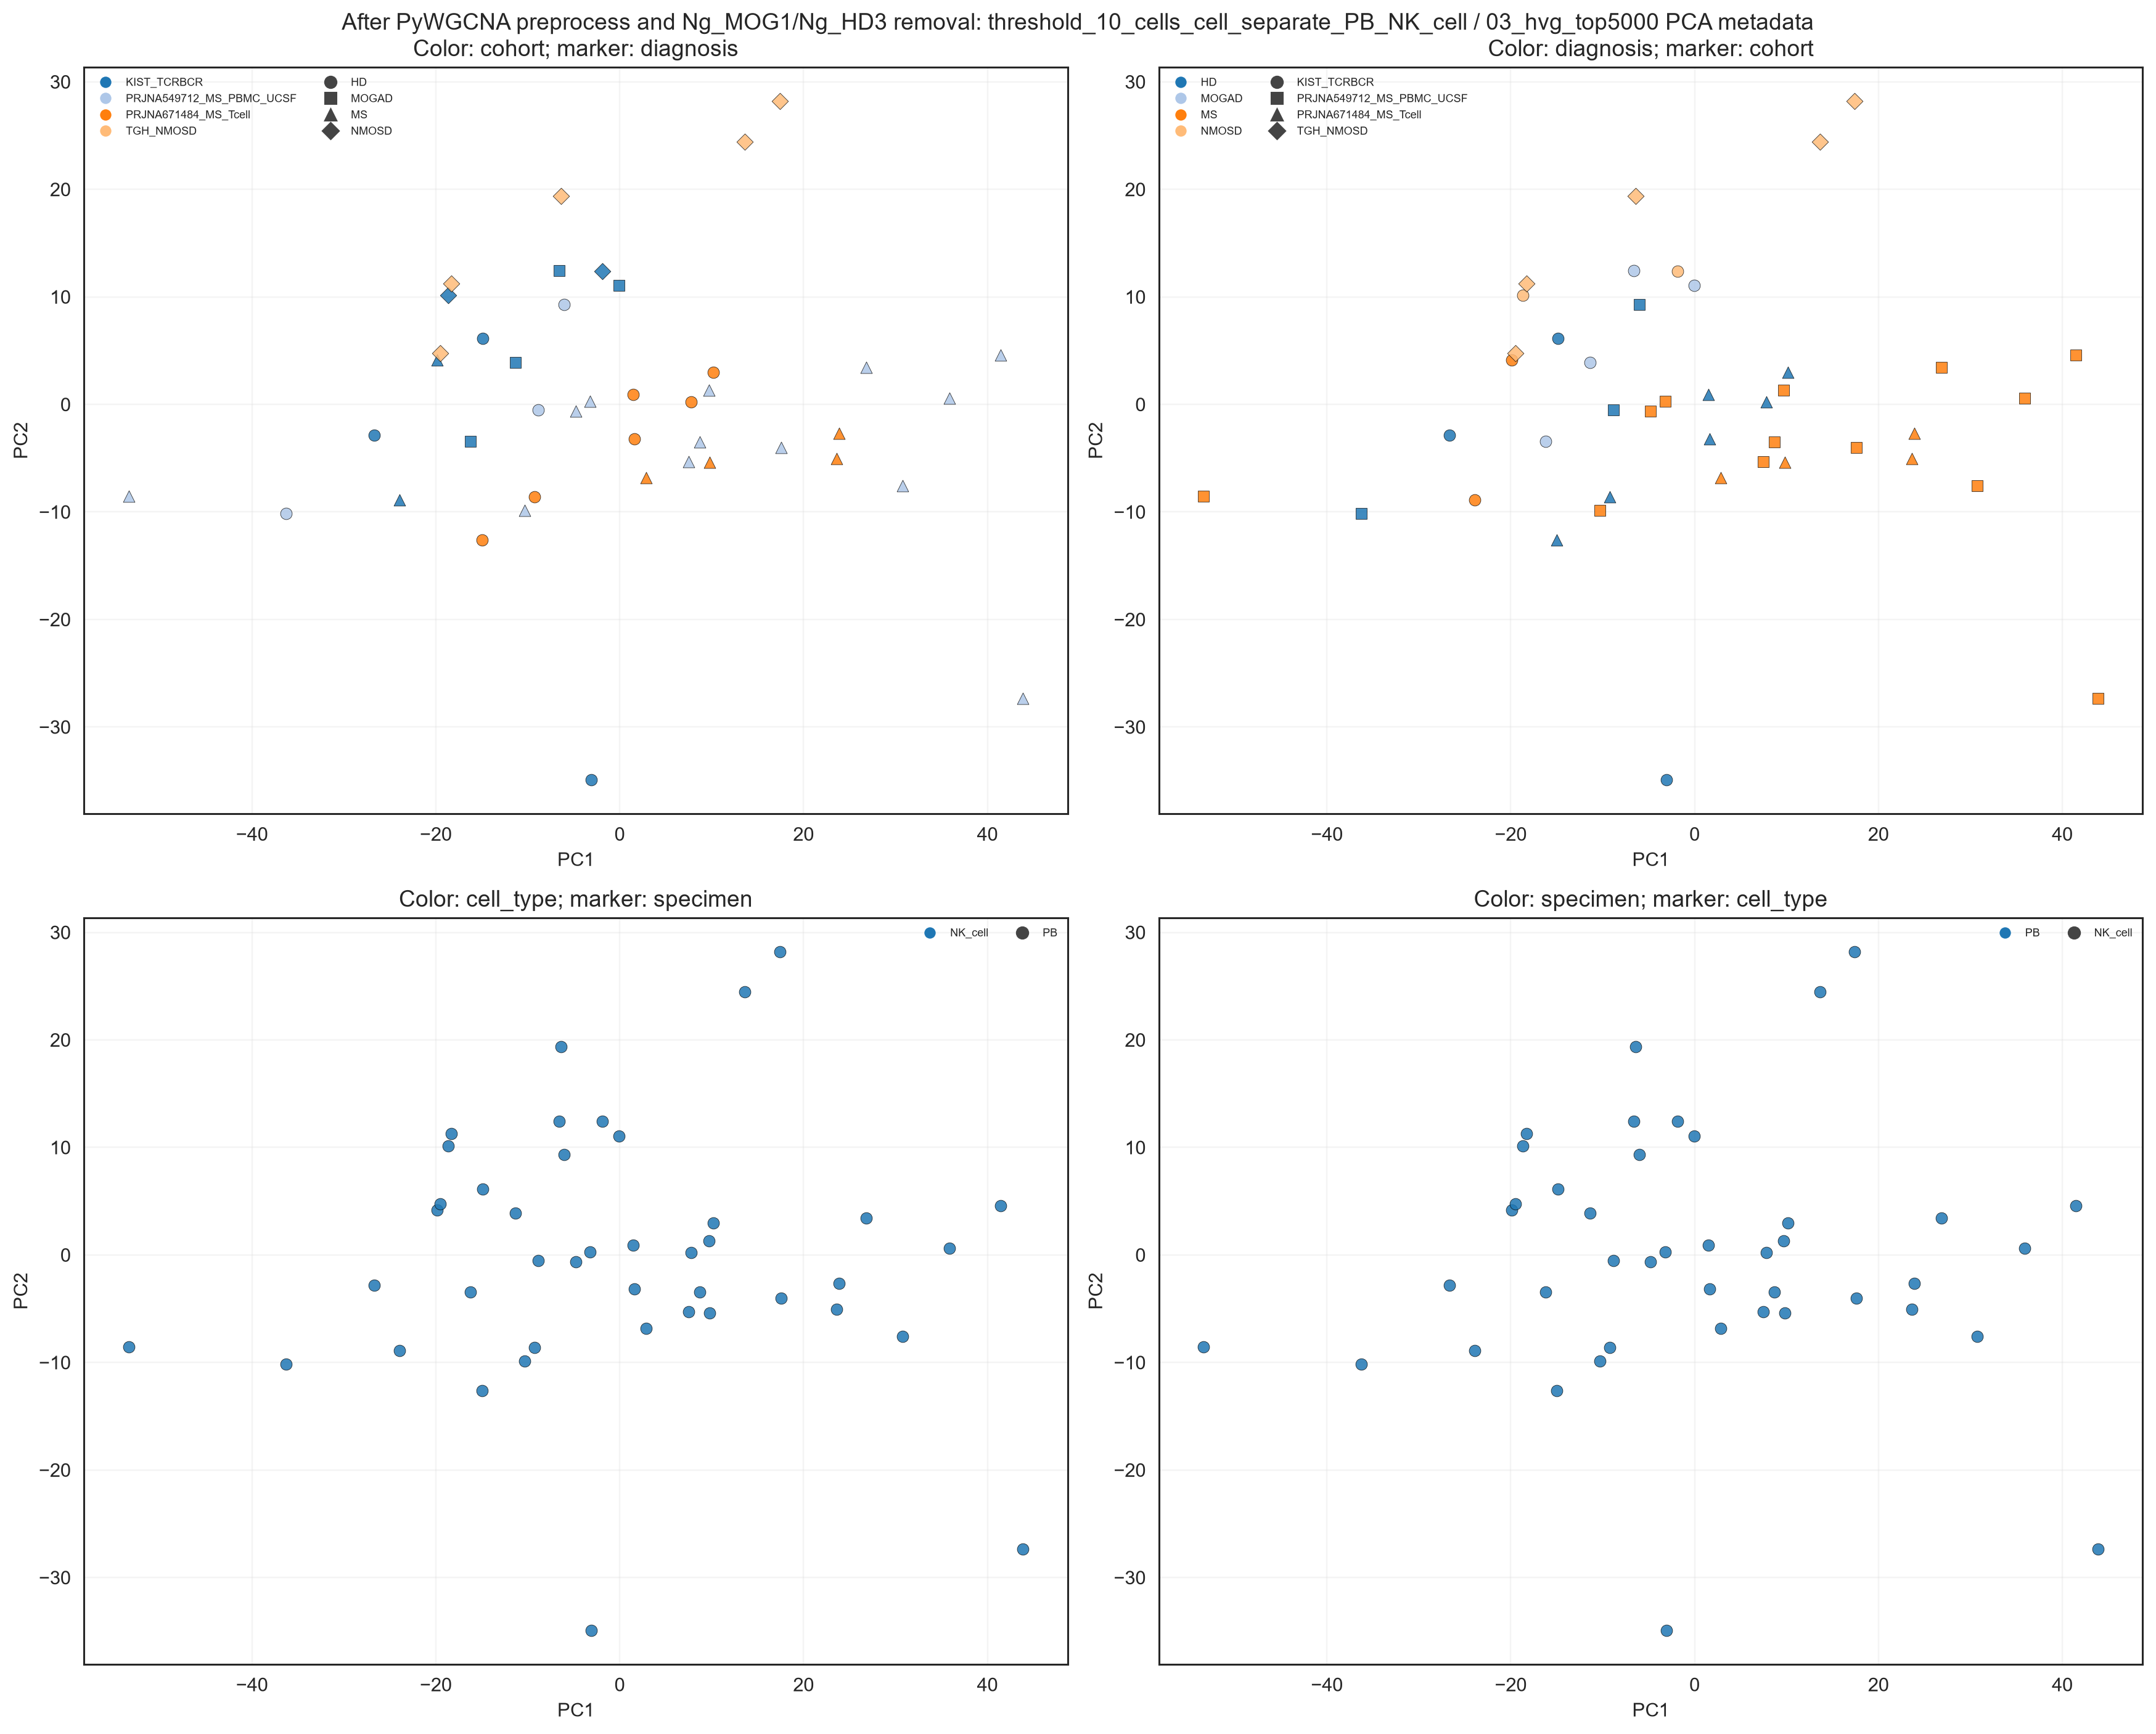 After PyWGCNA preprocess and Ng_MOG1/Ng_HD3 removal: threshold_10_cells_cell_separate_PB_NK_cell / 03_hvg_top5000 PCA metadata
Color: cohort; marker: diagnosis
KIST_TCRBCR
PRJNA549712_MS_PBMC_UCSF
PRJNA671484_MS_Tcell
TGH_NMOSD
HD
MOGAD
MS
NMOSD
30
20
10
0
−10
−20
−30
PC2
−40
−20
0
20
40
PC1
Color: diagnosis; marker: cohort
HD
MOGAD
MS
NMOSD
KIST_TCRBCR
PRJNA549712_MS_PBMC_UCSF
PRJNA671484_MS_Tcell
TGH_NMOSD
30
20
10
0
−10
−20
−30
PC2
−40
−20
0
20
40
PC1
Color: cell_type; marker: specimen
NK_cell
PB
30
20
10
0
−10
−20
−30
PC2
−40
−20
0
20
40
PC1
Color: specimen; marker: cell_type
PB
NK_cell
30
20
10
0
−10
−20
−30
PC2
−40
−20
0
20
40
PC1